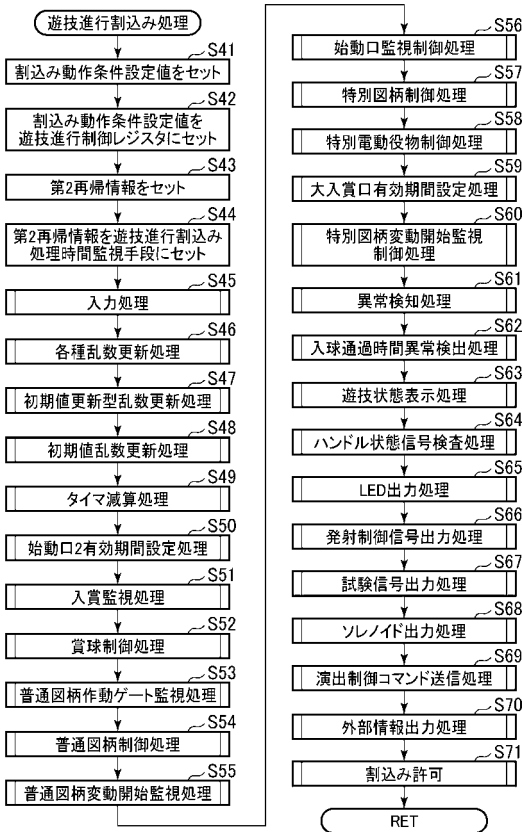 遊技進行割込み処理
S41
割込み動作条件設定値をセット
S42
割込み動作条件設定値を
遊技進行制御レジスタにセット
S43
第2再帰情報をセット
S44
第2再帰情報を遊技進行割込み
処理時間監視手段にセット
S45
入力処理
S46
各種乱数更新処理
S47
初期値更新型乱数更新処理
S48
初期値乱数更新処理
S49
タイマ減算処理
S50
始動口2有効期間設定処理
S51
入賞監視処理
S52
賞球制御処理
S53
普通図柄作動ゲート監視処理
S54
普通図柄制御処理
S55
普通図柄変動開始監視処理
S56
始動口監視制御処理
S57
特別図柄制御処理
S58
特別電動役物制御処理
S59
大入賞口有効期間設定処理
S60
特別図柄変動開始監視
制御処理
S61
異常検知処理
S62
入球通過時間異常検出処理
S63
遊技状態表示処理
S64
ハンドル状態信号検査処理
S65
LED出力処理
S66
発射制御信号出力処理
S67
試験信号出力処理
S68
ソレノイド出力処理
S69
演出制御コマンド送信処理
S70
外部情報出力処理
S71
割込み許可
RET